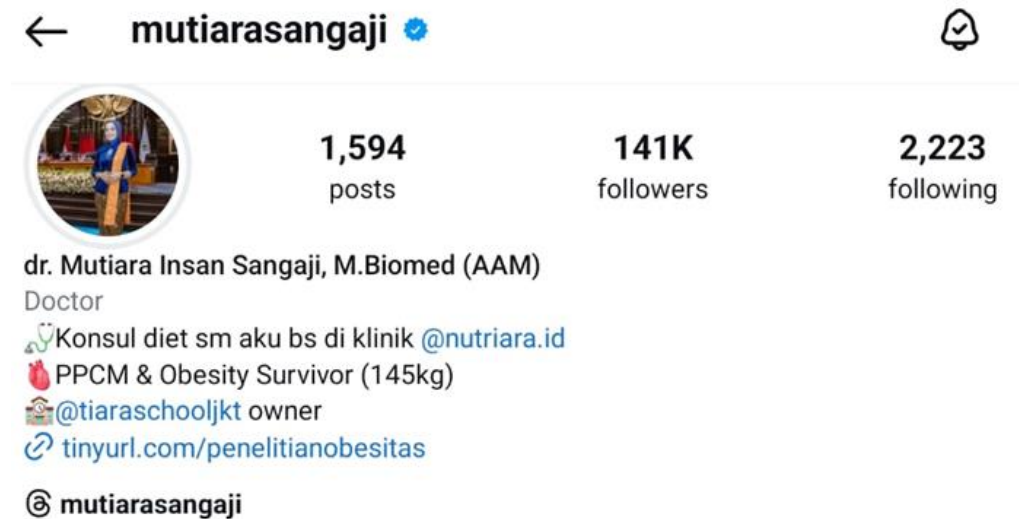 mutiarasangaji
1,594 141K 2,223
posts followers following
dr. Mutiara Insan Sangaji, M.Biomed (AAM)
Doctor
🩺Konsul diet sm aku bs di klinik @nutriara.id
🫀PPCM & Obesity Survivor (145kg)
🏫@tiaraschooljkt owner
tinyurl.com/penelitianobesitas
mutiarasangaji